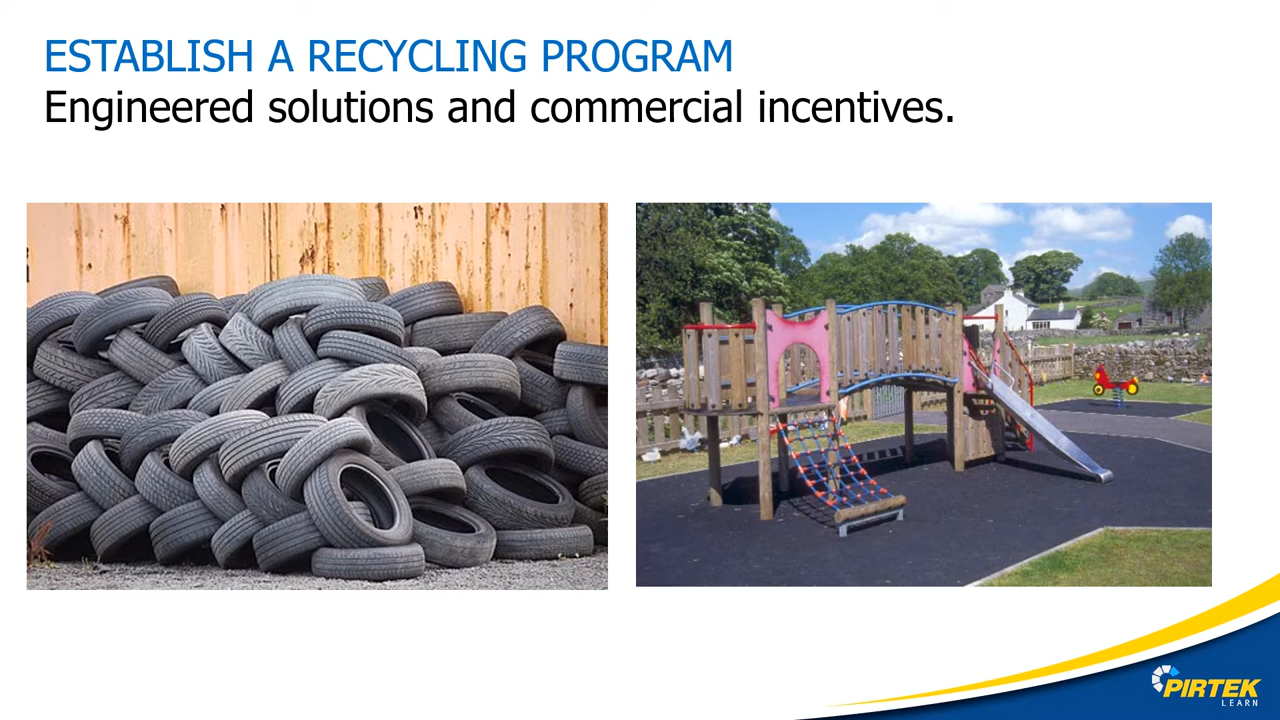 ESTABLISH A RECYCLING PROGRAM
Engineered solutions and commercial incentives.
PIRTEK
LEARN